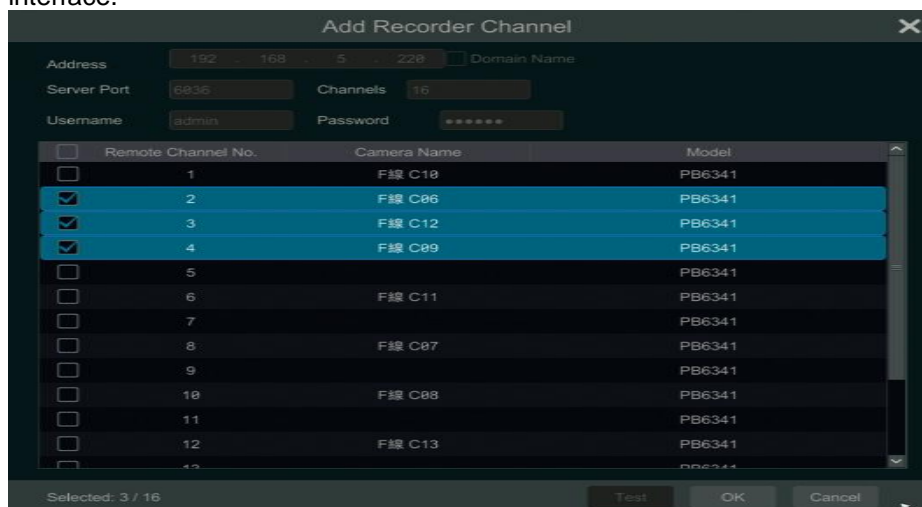 interface.
Add Recorder Channel
Address 192 . 168 . 5 . 220 Domain Name
Server Port 6036 Channels 16
Username admin Password ●●●●●●
Remote Channel No. Camera Name Model
1 F線 C10 PB6341
2 F線 C06 PB6341
3 F線 C12 PB6341
4 F線 C09 PB6341
5 PB6341
6 F線 C11 PB6341
7 PB6341
8 F線 C07 PB6341
9 PB6341
10 F線 C08 PB6341
11 PB6341
12 F線 C13 PB6341
Selected: 3 / 16 Test OK Cancel